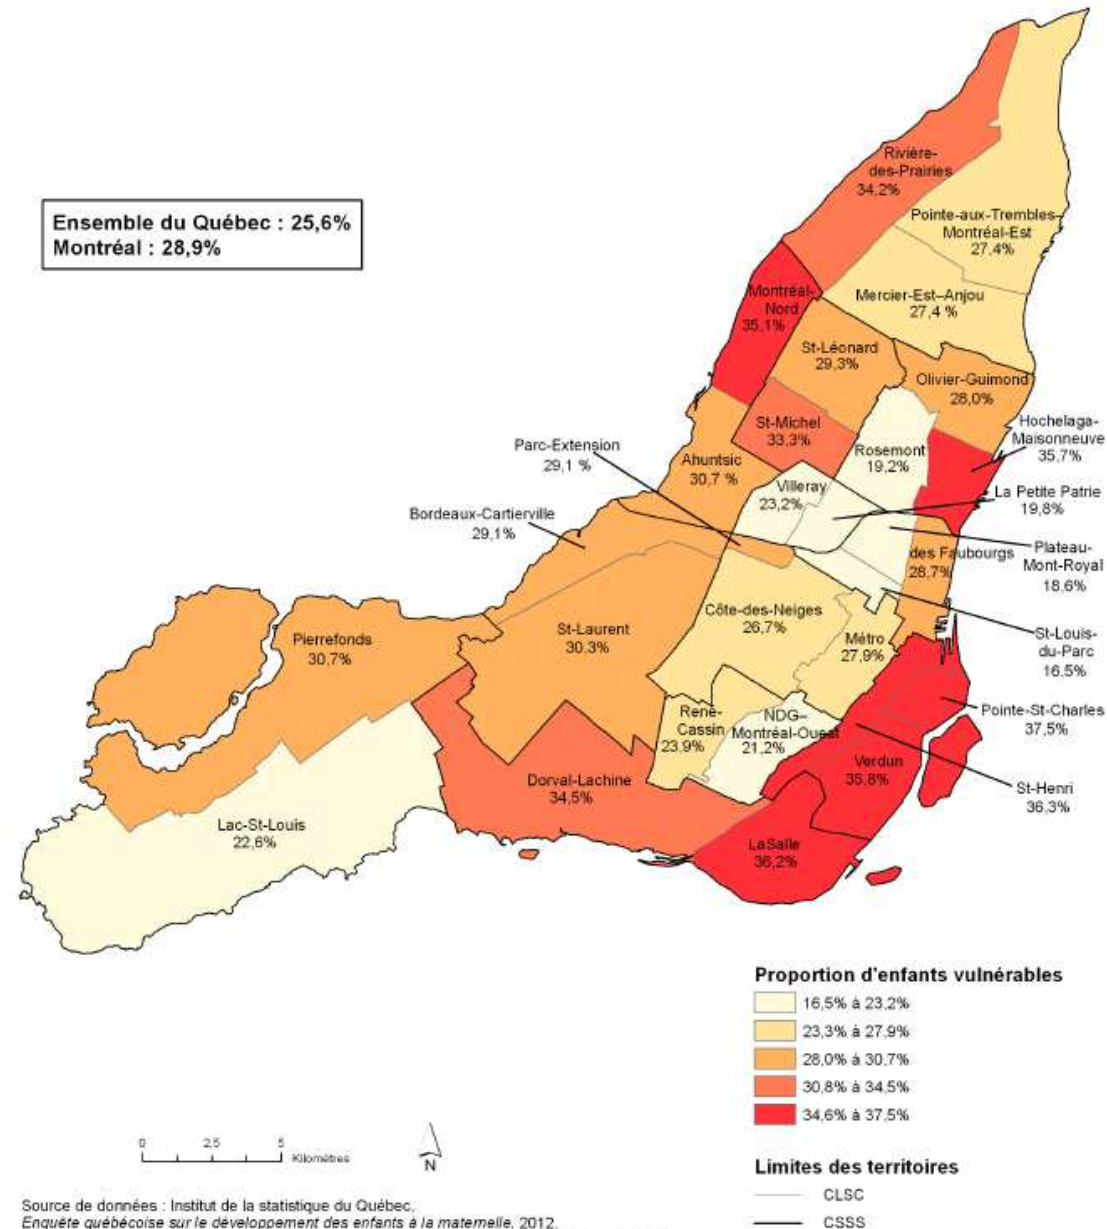 Ensemble du Québec : 25,6%
Montréal : 28,9%
Rivière-
des-Prairies
34,2%
Pointe-aux-Trembles-
Montréal-Est
27,4%
Montréal-
Nord
35,1%
Mercier-Est–Anjou
27,4 %
St-Léonard
29,3%
Olivier-Guimond
28,0%
St-Michel
33,3%
Hochelaga-
Maisonneuve
35,7%
Parc-Extension
29,1 %
Ahuntsic
30,7 %
Rosemont
19,2%
Villeray
23,2%
La Petite Patrie
19,8%
Bordeaux-Cartierville
29,1%
des Faubourgs
28,7%
Plateau-
Mont-Royal
18,6%
Pierrefonds
30,7%
St-Laurent
30.3%
Côte-des-Neiges
26,7%
Métro
27,9%
St-Louis-
du-Parc
16,5%
René-
Cassin
23,9%
NDG–
Montréal-Ouest
21,2%
Pointe-St-Charles
37,5%
Verdun
35,8%
St-Henri
36,3%
Dorval-Lachine
34,5%
Lac-St-Louis
22,6%
LaSalle
36,2%
Proportion d'enfants vulnérables
16,5% à 23,2%
23,3% à 27,9%
28,0% à 30,7%
30,8% à 34,5%
34,6% à 37,5%
0 2,5 5
Kilomètres
N
Limites des territoires
CLSC
CSSS
Source de données : Institut de la statistique du Québec,
Enquête québécoise sur le développement des enfants à la maternelle, 2012.